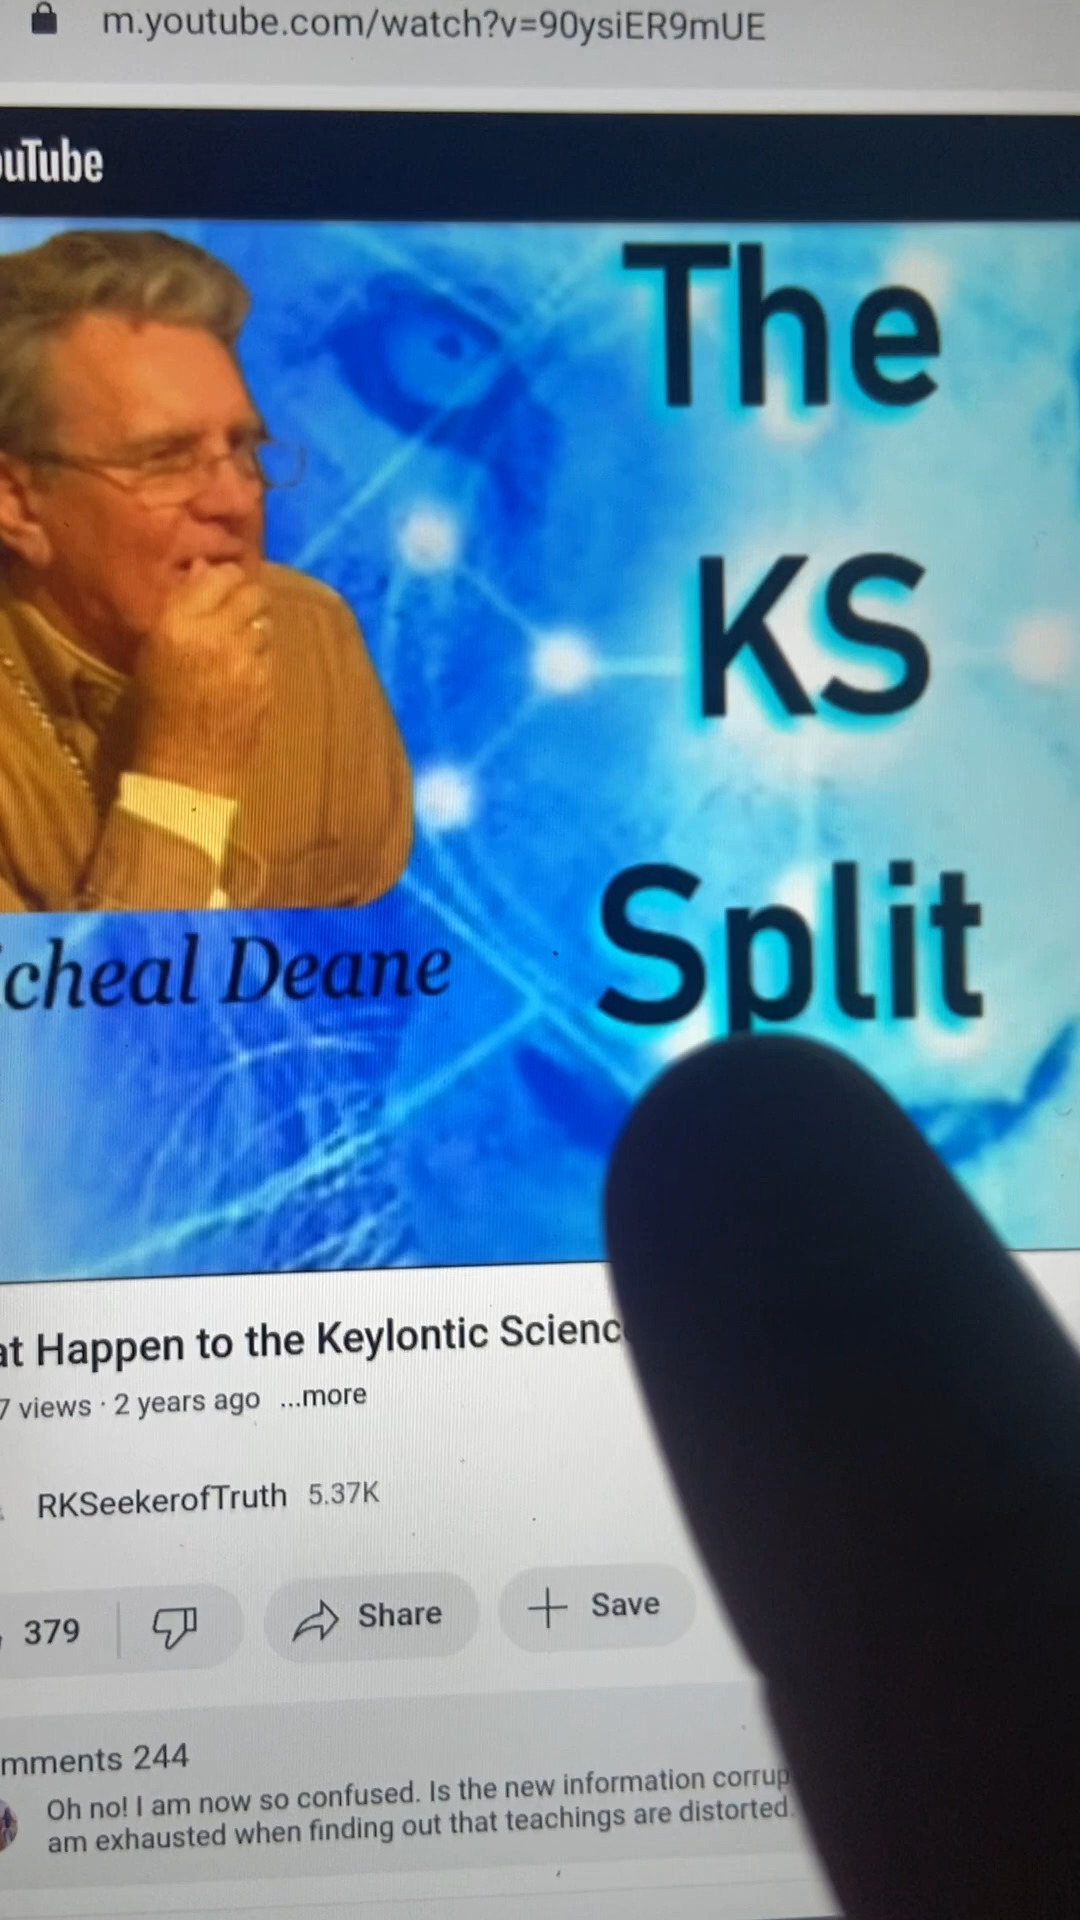 m.youtube.com/watch?v=90ysiER9mUE
ouTube
The
KS
Split
cheal Deane
at Happen to the Keylontic Scienc
7 views · 2 years ago ...more
RKSeekerofTruth 5.37K
379
Share
Save
mments 244
Oh no! I am now so confused. Is the new information corrup
am exhausted when finding out that teachings are distorted.